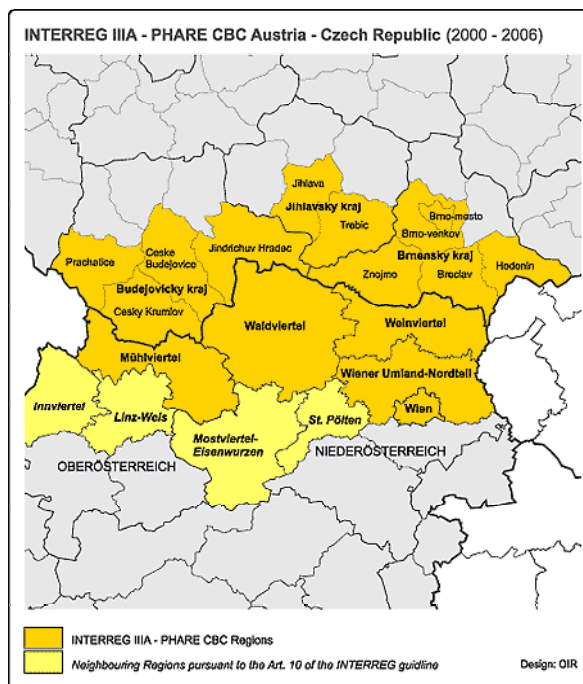 INTERREG IIIA - PHARE CBC Austria - Czech Republic (2000 - 2006)
Jihlava
Jihlavsky kraj
Trebic
Brno-mesto
Brno-venkov
Ceske
Budejovice
Jindrichuv Hradec
Brnensky kraj
Prachatice
Znojmo
Breclav
Hodonin
Budejovicky kraj
Cesky Krumlov
Waldviertel
Weinviertel
Mühlviertel
Wiener Umland-Nordteil
Innviertel
Linz-Wels
Wien
St. Pölten
Mostviertel-
Eisenwurzen
NIEDERÖSTERREICH
OBERÖSTERREICH
INTERREG IIIA - PHARE CBC Regions
Neighbouring Regions pursuant to the Art. 10 of the INTERREG guidline
Design: OIR